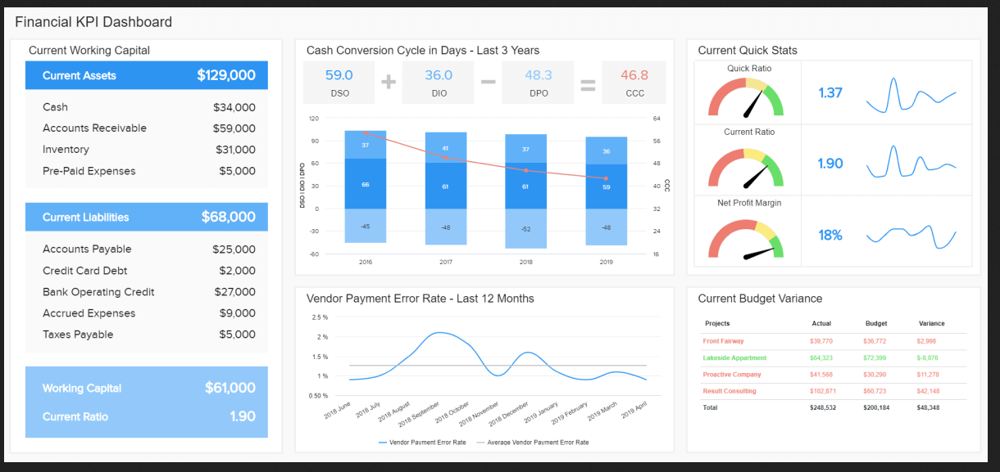 Financial KPI Dashboard
Current Working Capital
Current Assets $129,000
Cash $34,000
Accounts Receivable $59,000
Inventory $31,000
Pre-Paid Expenses $5,000
Current Liabilities $68,000
Accounts Payable $25,000
Credit Card Debt $2,000
Bank Operating Credit $27,000
Accrued Expenses $9,000
Taxes Payable $5,000
Working Capital $61,000
Current Ratio 1.90
Cash Conversion Cycle in Days - Last 3 Years
59.0 + 36.0 − 48.3 = 46.8
DSO DIO DPO CCC
DSO | DIO | DPO
120
90
60
30
0
-30
-60
37 41 37 36
66 61 61 59
-45 -48 -52 -48
2016 2017 2018 2019
64
56
48
40
32
24
16
CCC
Vendor Payment Error Rate - Last 12 Months
2.5 %
2 %
1.5 %
1 %
0.50 %
2018 June
2018 July
2018 August
2018 September
2018 October
2018 November
2018 December
2019 January
2019 February
2019 March
2019 April
Vendor Payment Error Rate
Average Vendor Payment Error Rate
Current Quick Stats
Quick Ratio
1.37
Current Ratio
1.90
Net Profit Margin
18%
Current Budget Variance
Projects Actual Budget Variance
Front Fairway $39,770 $36,772 $2,998
Lakeside Appartment $64,323 $72,399 $-8,076
Proactive Company $41,568 $30,290 $11,278
Result Consulting $102,871 $60,723 $42,148
Total $248,532 $200,184 $48,348